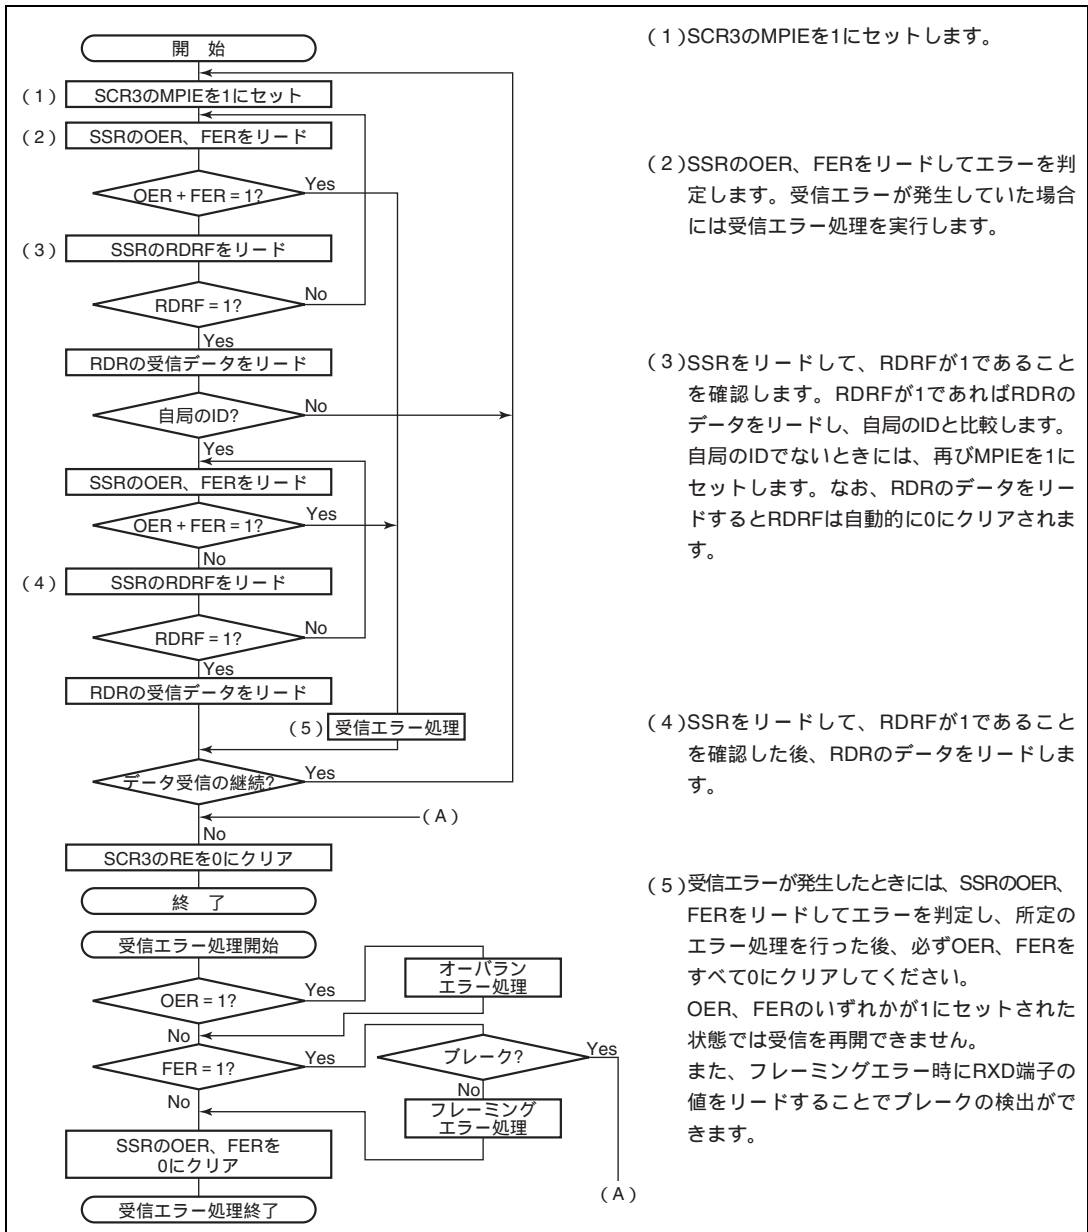 開 始
(1) SCR3のMPIEを1にセット
(2) SSRのOER、FERをリード
OER + FER = 1?
Yes
(3) SSRのRDRFをリード
RDRF = 1?
No
Yes
RDRの受信データをリード
自局のID?
No
Yes
SSRのOER、FERをリード
OER + FER = 1?
Yes
No
(4) SSRのRDRFをリード
RDRF = 1?
No
Yes
RDRの受信データをリード
(5) 受信エラー処理
データ受信の継続?
Yes
(A)
No
SCR3のREを0にクリア
終 了
受信エラー処理開始
OER = 1?
Yes
オーバラン
エラー処理
No
FER = 1?
Yes
ブレーク?
Yes
No
No
フレーミング
エラー処理
SSRのOER、FERを
0にクリア
(A)
受信エラー処理終了
(1)SCR3のMPIEを1にセットします。
(2)SSRのOER、FERをリードしてエラーを判
定します。受信エラーが発生していた場合
には受信エラー処理を実行します。
(3)SSRをリードして、RDRFが1であること
を確認します。RDRFが1であればRDRの
データをリードし、自局のIDと比較します。
自局のIDでないときには、再びMPIEを1に
セットします。なお、RDRのデータをリー
ドするとRDRFは自動的に0にクリアされま
す。
(4)SSRをリードして、RDRFが1であること
を確認した後、RDRのデータをリードしま
す。
(5)受信エラーが発生したときには、SSRのOER、
FERをリードしてエラーを判定し、所定の
エラー処理を行った後、必ずOER、FERを
すべて0にクリアしてください。
OER、FERのいずれかが1にセットされた
状態では受信を再開できません。
また、フレーミングエラー時にRXD端子の
値をリードすることでブレークの検出がで
きます。